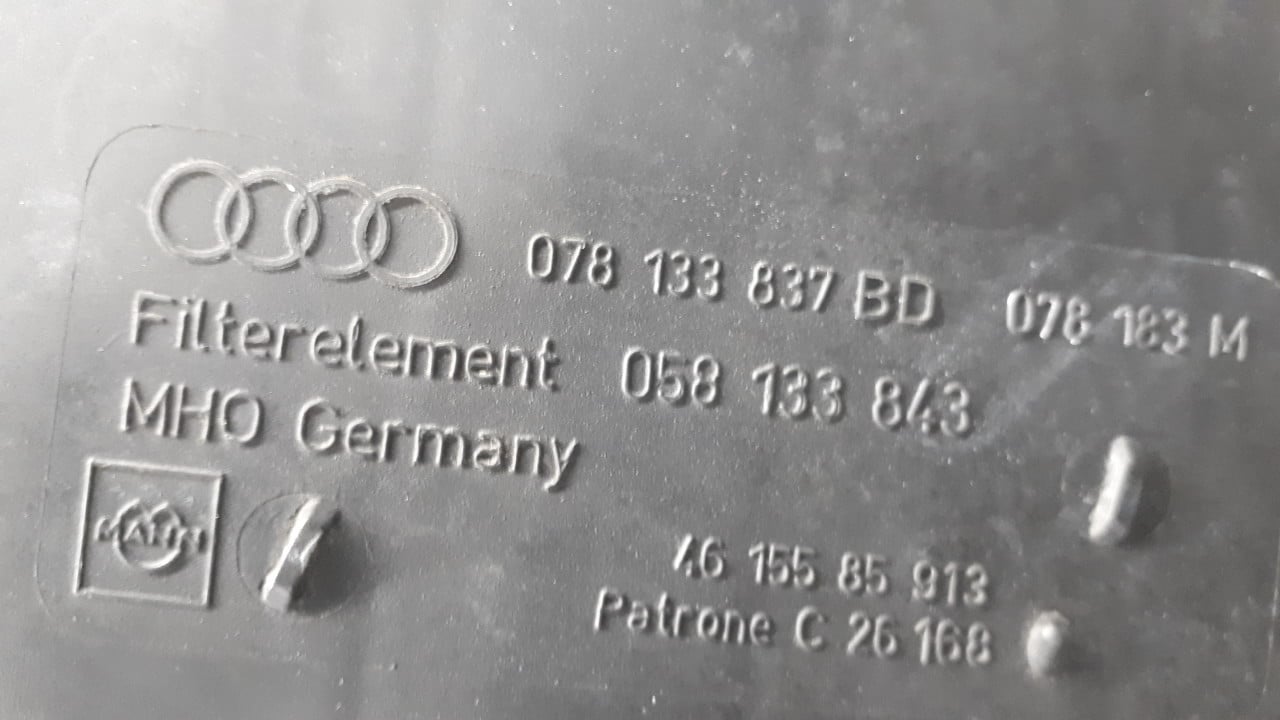 078 133 837 BD 078 183 M
Filterelement 058 133 843
MHO Germany
MANN
46 155 85 913
Patrone C 26 168